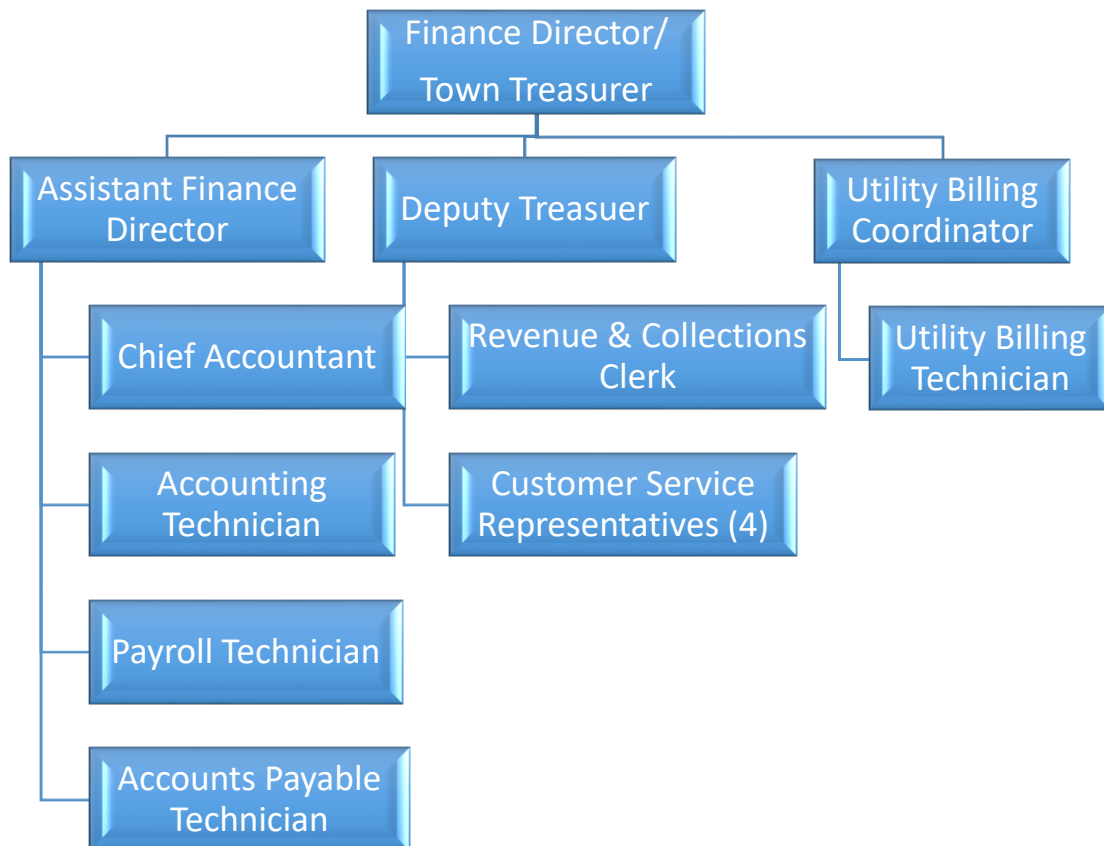 Finance Director/
Town Treasurer
Assistant Finance
Director
Deputy Treasuer
Utility Billing
Coordinator
Chief Accountant
Revenue & Collections
Clerk
Utility Billing
Technician
Accounting
Technician
Customer Service
Representatives (4)
Payroll Technician
Accounts Payable
Technician